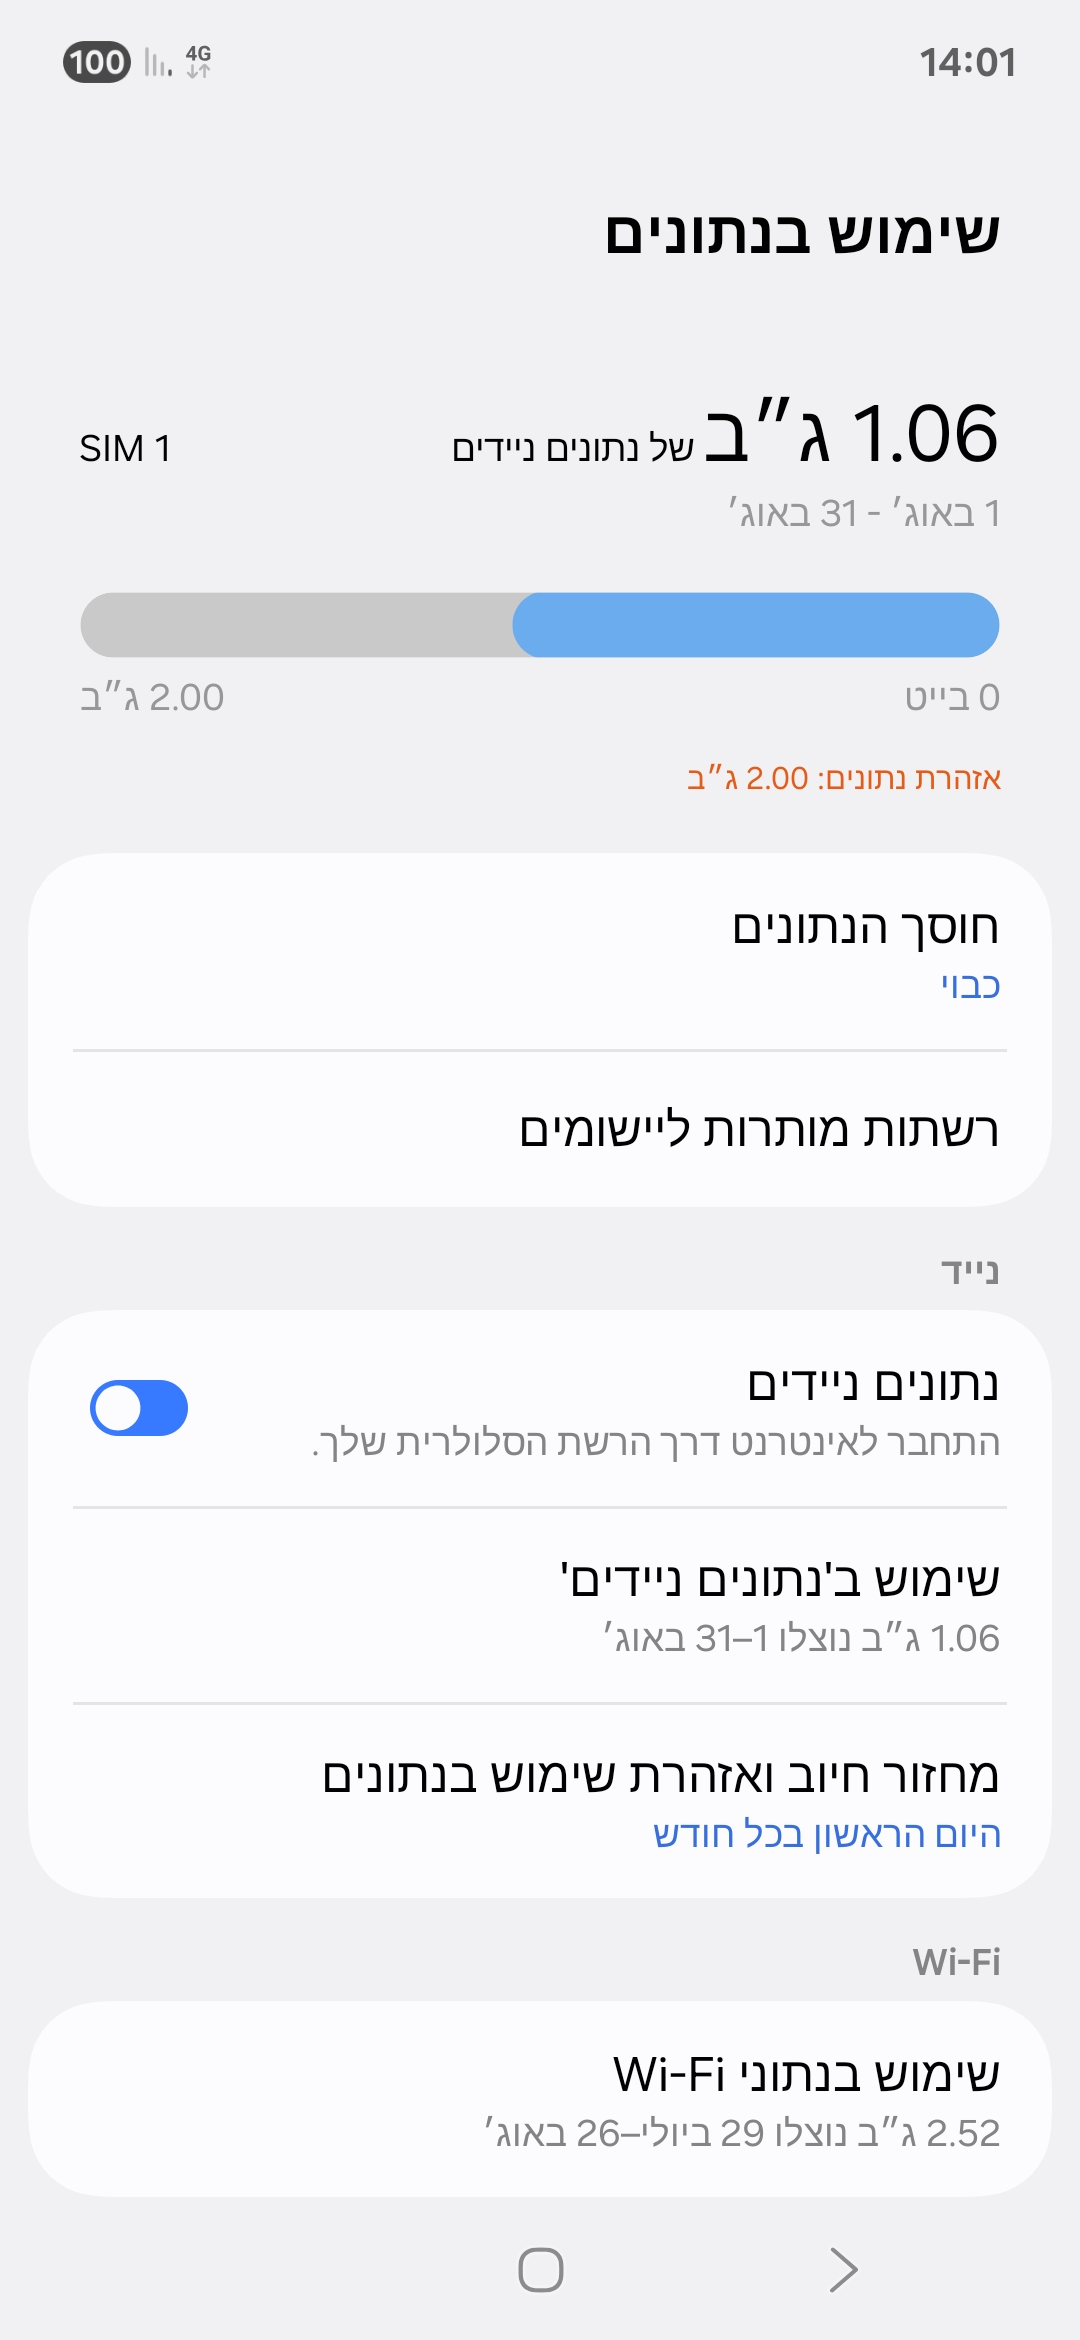 14:01
4G
100
שימוש בנתונים
1.06 ג״ב של נתונים ניידים
SIM 1
1 באוג׳ - 31 באוג׳
0 בייט
2.00 ג״ב
אזהרת נתונים: 2.00 ג״ב
חוסך הנתונים
כבוי
רשתות מותרות ליישומים
נייד
נתונים ניידים
התחבר לאינטרנט דרך הרשת הסלולרית שלך.
שימוש ב'נתונים ניידים'
1.06 ג״ב נוצלו 1–31 באוג׳
מחזור חיוב ואזהרת שימוש בנתונים
היום הראשון בכל חודש
Wi-Fi
שימוש בנתוני Wi-Fi
2.52 ג״ב נוצלו 29 ביולי–26 באוג׳